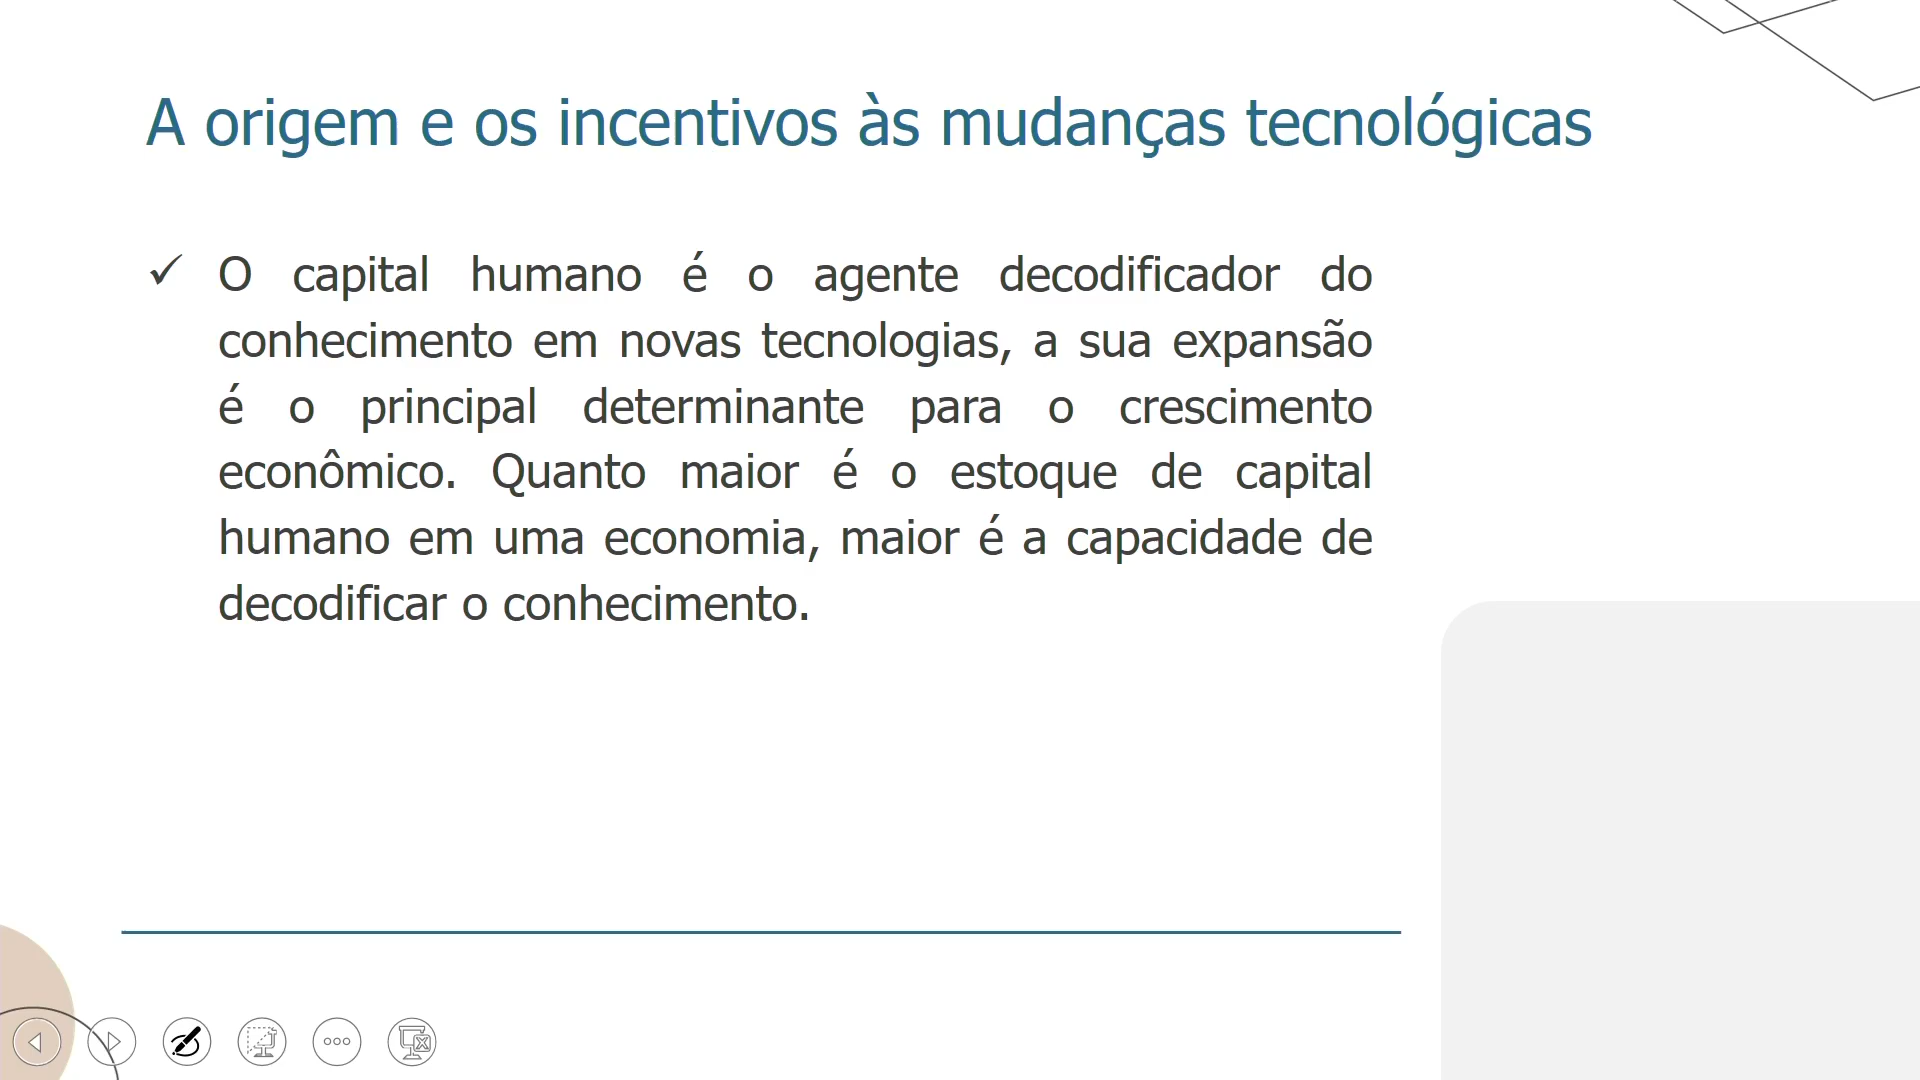 A origem e os incentivos às mudanças tecnológicas
O capital humano é o agente decodificador do
conhecimento em novas tecnologias, a sua expansão
é o principal determinante para o crescimento
econômico. Quanto maior é o estoque de capital
humano em uma economia, maior é a capacidade de
decodificar o conhecimento.